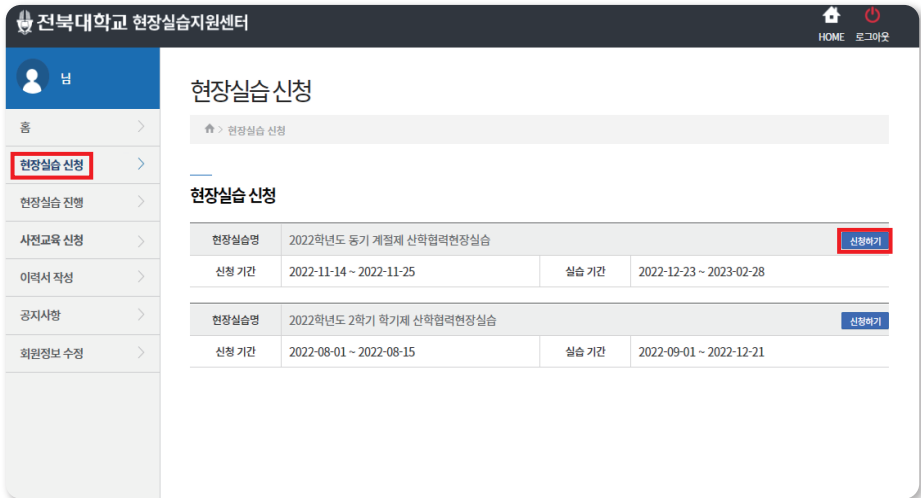 전북대학교 현장실습지원센터
HOME 로그아웃
님
홈
현장실습 신청
현장실습 진행
사전교육 신청
이력서 작성
공지사항
회원정보 수정
현장실습 신청
> 현장실습 신청
현장실습 신청
현장실습명 2022학년도 동기 계절제 산학협력현장실습 신청하기
신청 기간 2022-11-14 ~ 2022-11-25 실습 기간 2022-12-23 ~ 2023-02-28
현장실습명 2022학년도 2학기 학기제 산학협력현장실습 신청하기
신청 기간 2022-08-01 ~ 2022-08-15 실습 기간 2022-09-01 ~ 2022-12-21